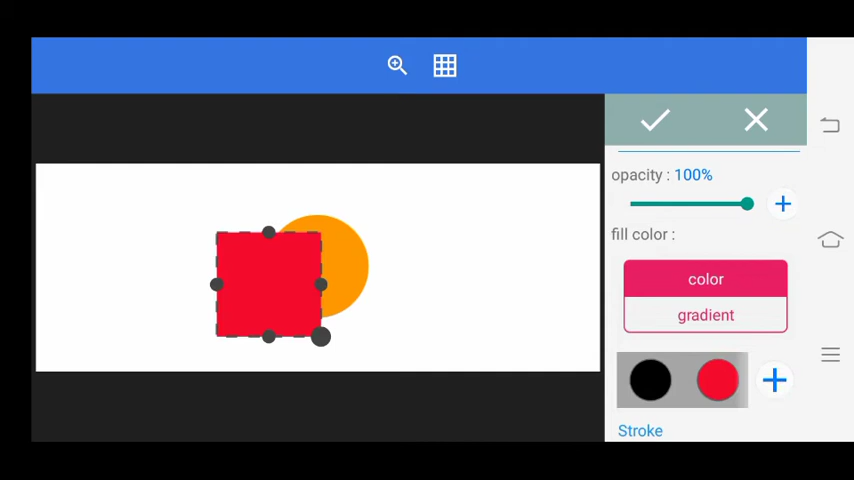 opacity : 100%
fill color :
color
gradient
Stroke